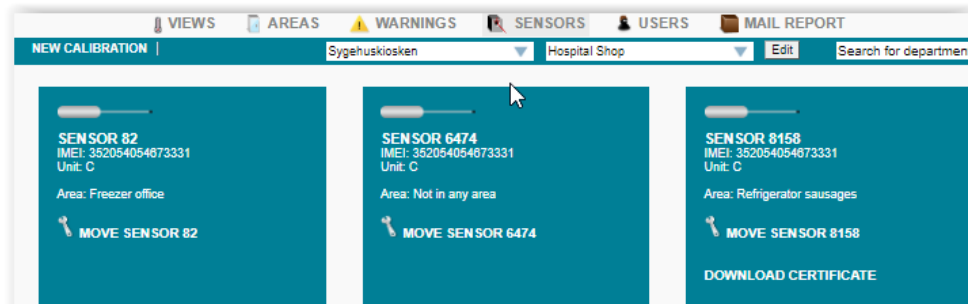 VIEWS AREAS WARNINGS SENSORS USERS MAIL REPORT
NEW CALIBRATION | Sygehuskiosken Hospital Shop Edit Search for departmen
SENSOR 82
IMEI: 352054054673331
Unit: C
Area: Freezer office
MOVE SENSOR 82
SENSOR 6474
IMEI: 352054054673331
Unit: C
Area: Not in any area
MOVE SENSOR 6474
SENSOR 8158
IMEI: 352054054673331
Unit: C
Area: Refrigerator sausages
MOVE SENSOR 8158
DOWNLOAD CERTIFICATE